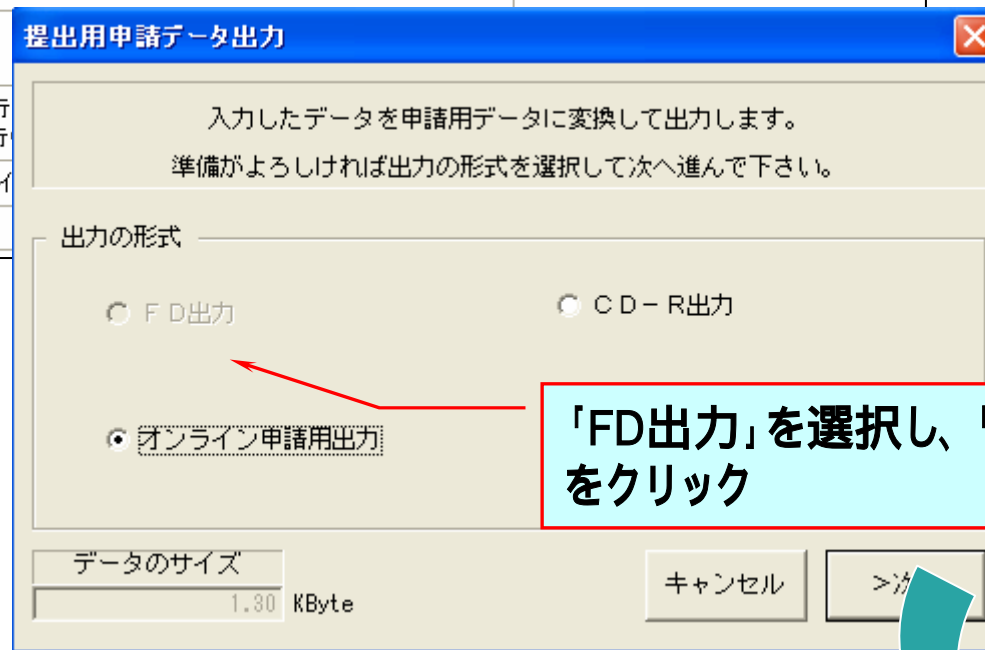 提出用申請データ出力
入力したデータを申請用データに変換して出力します。
準備がよろしければ出力の形式を選択して次へ進んで下さい。
出力の形式
ＦＤ出力
ＣＤ－Ｒ出力
オンライン申請用出力
「FD出力」を選択し、「
をクリック
データのサイズ
1.30 KByte
キャンセル
>次